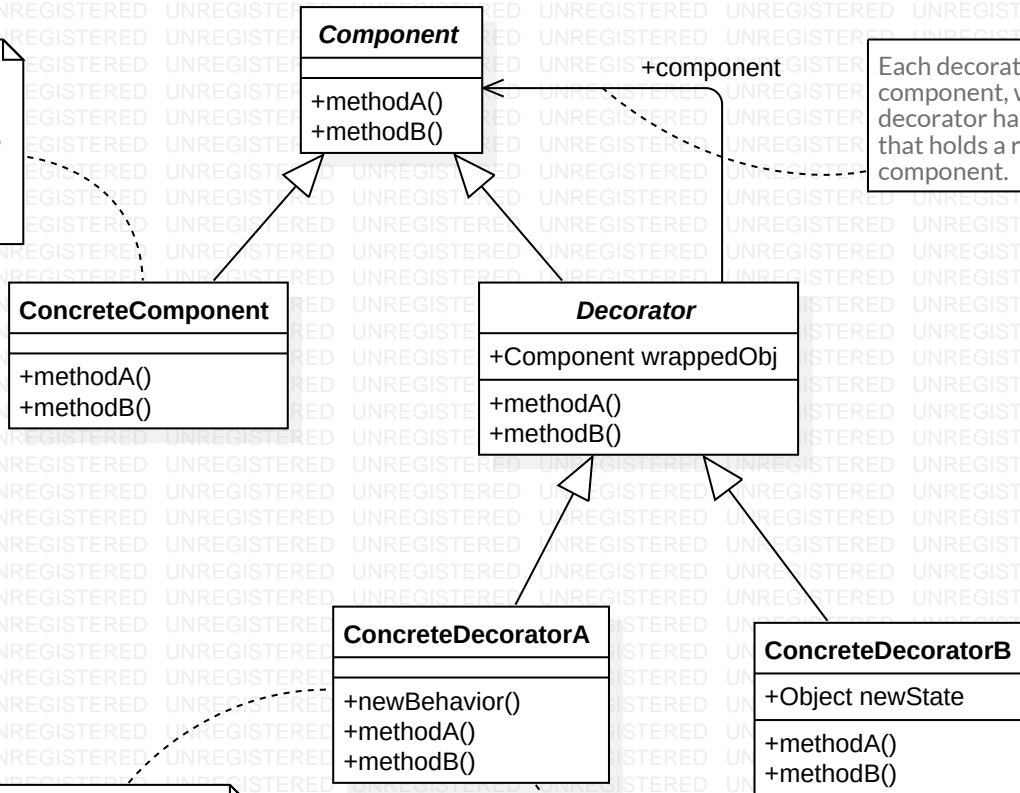 Component
+methodA()
+methodB()
+component
Each decorat
component, w
decorator ha
that holds a r
component.
ConcreteComponent
+methodA()
+methodB()
Decorator
+Component wrappedObj
+methodA()
+methodB()
ConcreteDecoratorA
+newBehavior()
+methodA()
+methodB()
ConcreteDecoratorB
+Object newState
+methodA()
+methodB()
UNREGISTERED